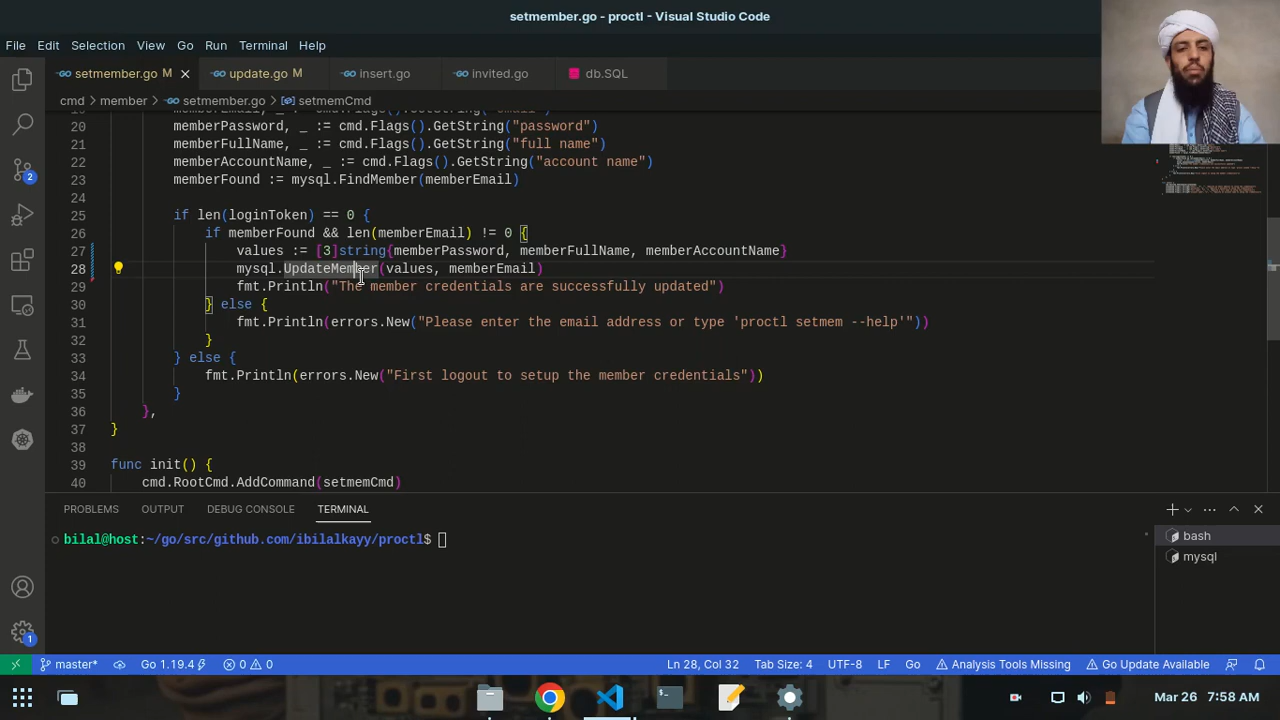 setmember.go - proctl - Visual Studio Code
File Edit Selection View Go Run Terminal Help
setmember.go M update.go M insert.go invited.go db.SQL
cmd > member > setmember.go > setmemCmd
20 memberPassword, _ := cmd.Flags().GetString("password")
21 memberFullName, _ := cmd.Flags().GetString("full name")
22 memberAccountName, _ := cmd.Flags().GetString("account name")
23 memberFound := mysql.FindMember(memberEmail)
24
25 if len(loginToken) == 0 {
26 if memberFound && len(memberEmail) != 0 {
27 values := [3]string{memberPassword, memberFullName, memberAccountName}
28 mysql.UpdateMember(values, memberEmail)
29 fmt.Println("The member credentials are successfully updated")
30 } else {
31 fmt.Println(errors.New("Please enter the email address or type 'proctl setmem --help'"))
32 }
33 } else {
34 fmt.Println(errors.New("First logout to setup the member credentials"))
35 }
36 },
37 }
38
39 func init() {
40 cmd.RootCmd.AddCommand(setmemCmd)
2
1
PROBLEMS OUTPUT DEBUG CONSOLE TERMINAL
bilal@host:~/go/src/github.com/ibilalkayy/proctl$
bash
mysql
master* Go 1.19.4 0 0 Ln 28, Col 32 Tab Size: 4 UTF-8 LF Go Analysis Tools Missing Go Update Available
Mar 26 7:58 AM